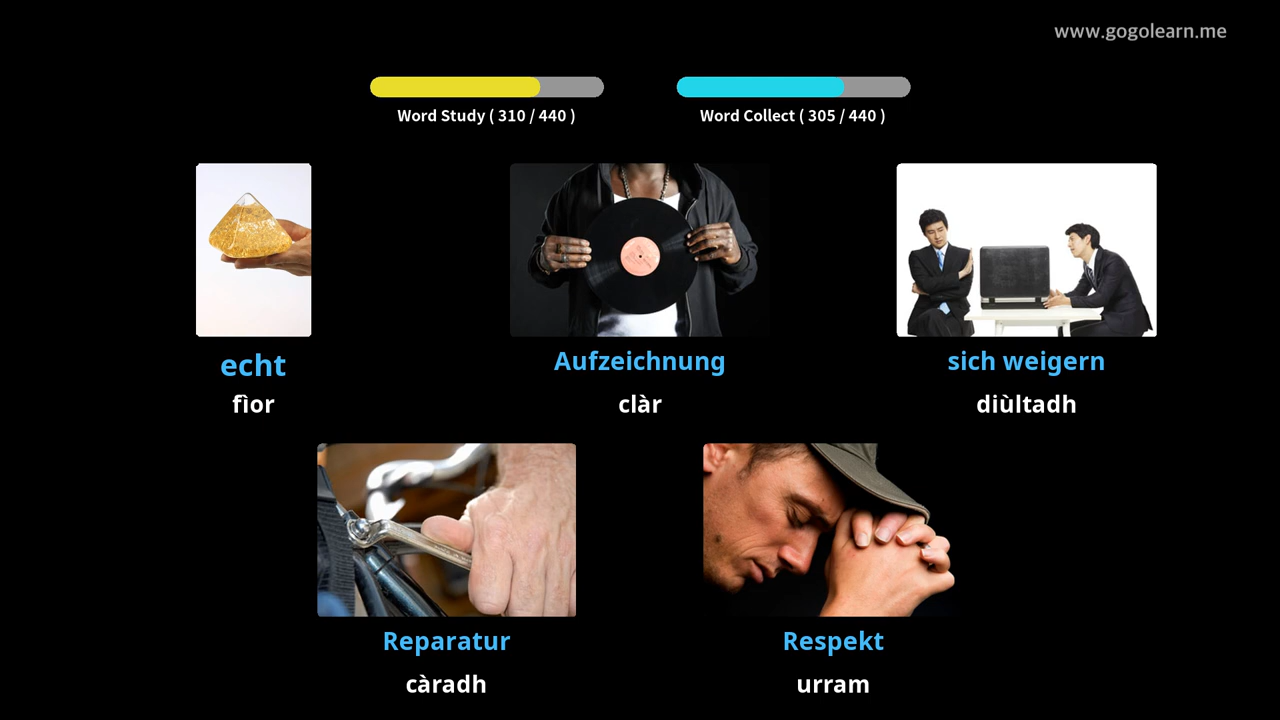 www.gogolearn.me
Word Study ( 310 / 440 )
Word Collect ( 305 / 440 )
echt
Aufzeichnung
sich weigern
fìor
clàr
diùltadh
Reparatur
Respekt
càradh
urram